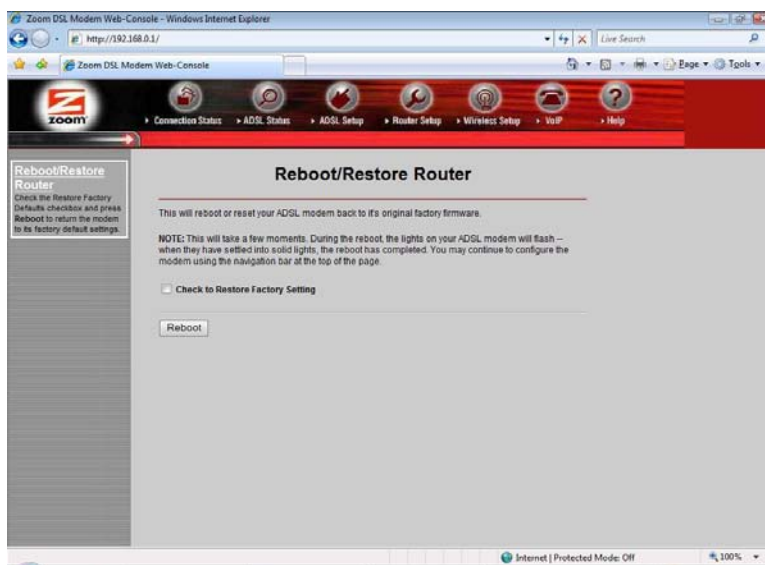 Zoom DSL Modem Web-Console - Windows Internet Explorer
http://192.168.0.1/
Live Search
Zoom DSL Modem Web-Console
Page
Tools
ZOOM
Connection Status
ADSL Status
ADSL Setup
Router Setup
Wireless Setup
VoIP
Help
Reboot/Restore
Router
Check the Restore Factory
Defaults checkbox and press
Reboot to return the modem
to its factory default settings.
Reboot/Restore Router
This will reboot or reset your ADSL modem back to it's original factory firmware.
NOTE: This will take a few moments. During the reboot, the lights on your ADSL modem will flash --
when they have settled into solid lights, the reboot has completed. You may continue to configure the
modem using the navigation bar at the top of the page.
Check to Restore Factory Setting
Reboot
Internet | Protected Mode: Off
100%